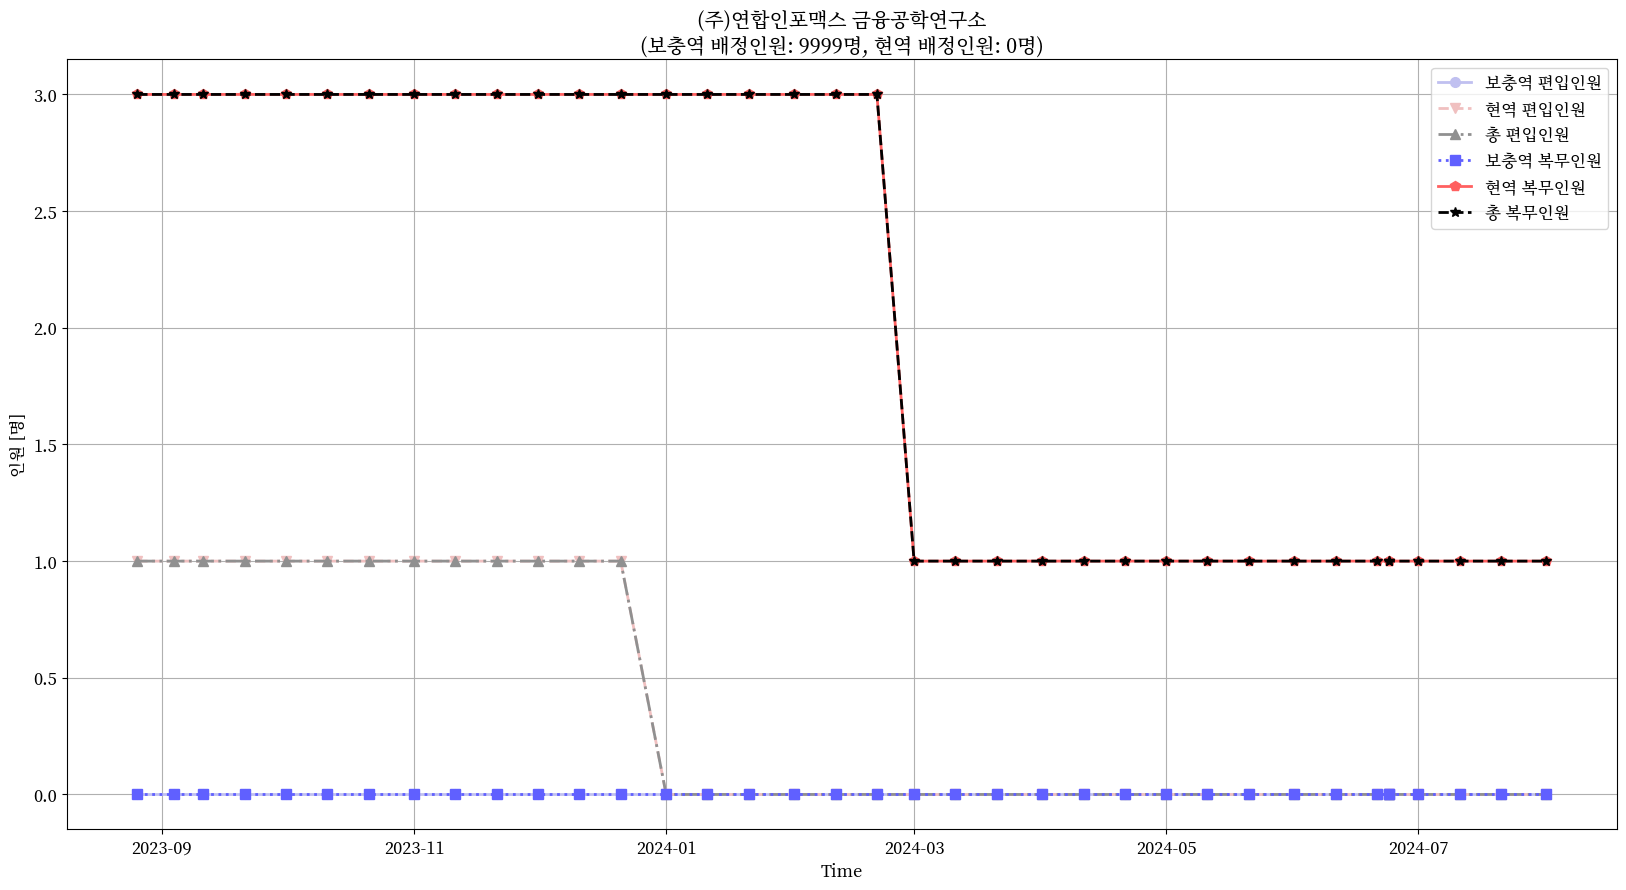 (주)연합인포맥스 금융공학연구소
(보충역 배정인원: 9999명, 현역 배정인원: 0명)
보충역 편입인원
현역 편입인원
총 편입인원
보충역 복무인원
현역 복무인원
총 복무인원
인원 [명]
3.0
2.5
2.0
1.5
1.0
0.5
0.0
2023-09
2023-11
2024-01
2024-03
2024-05
2024-07
Time